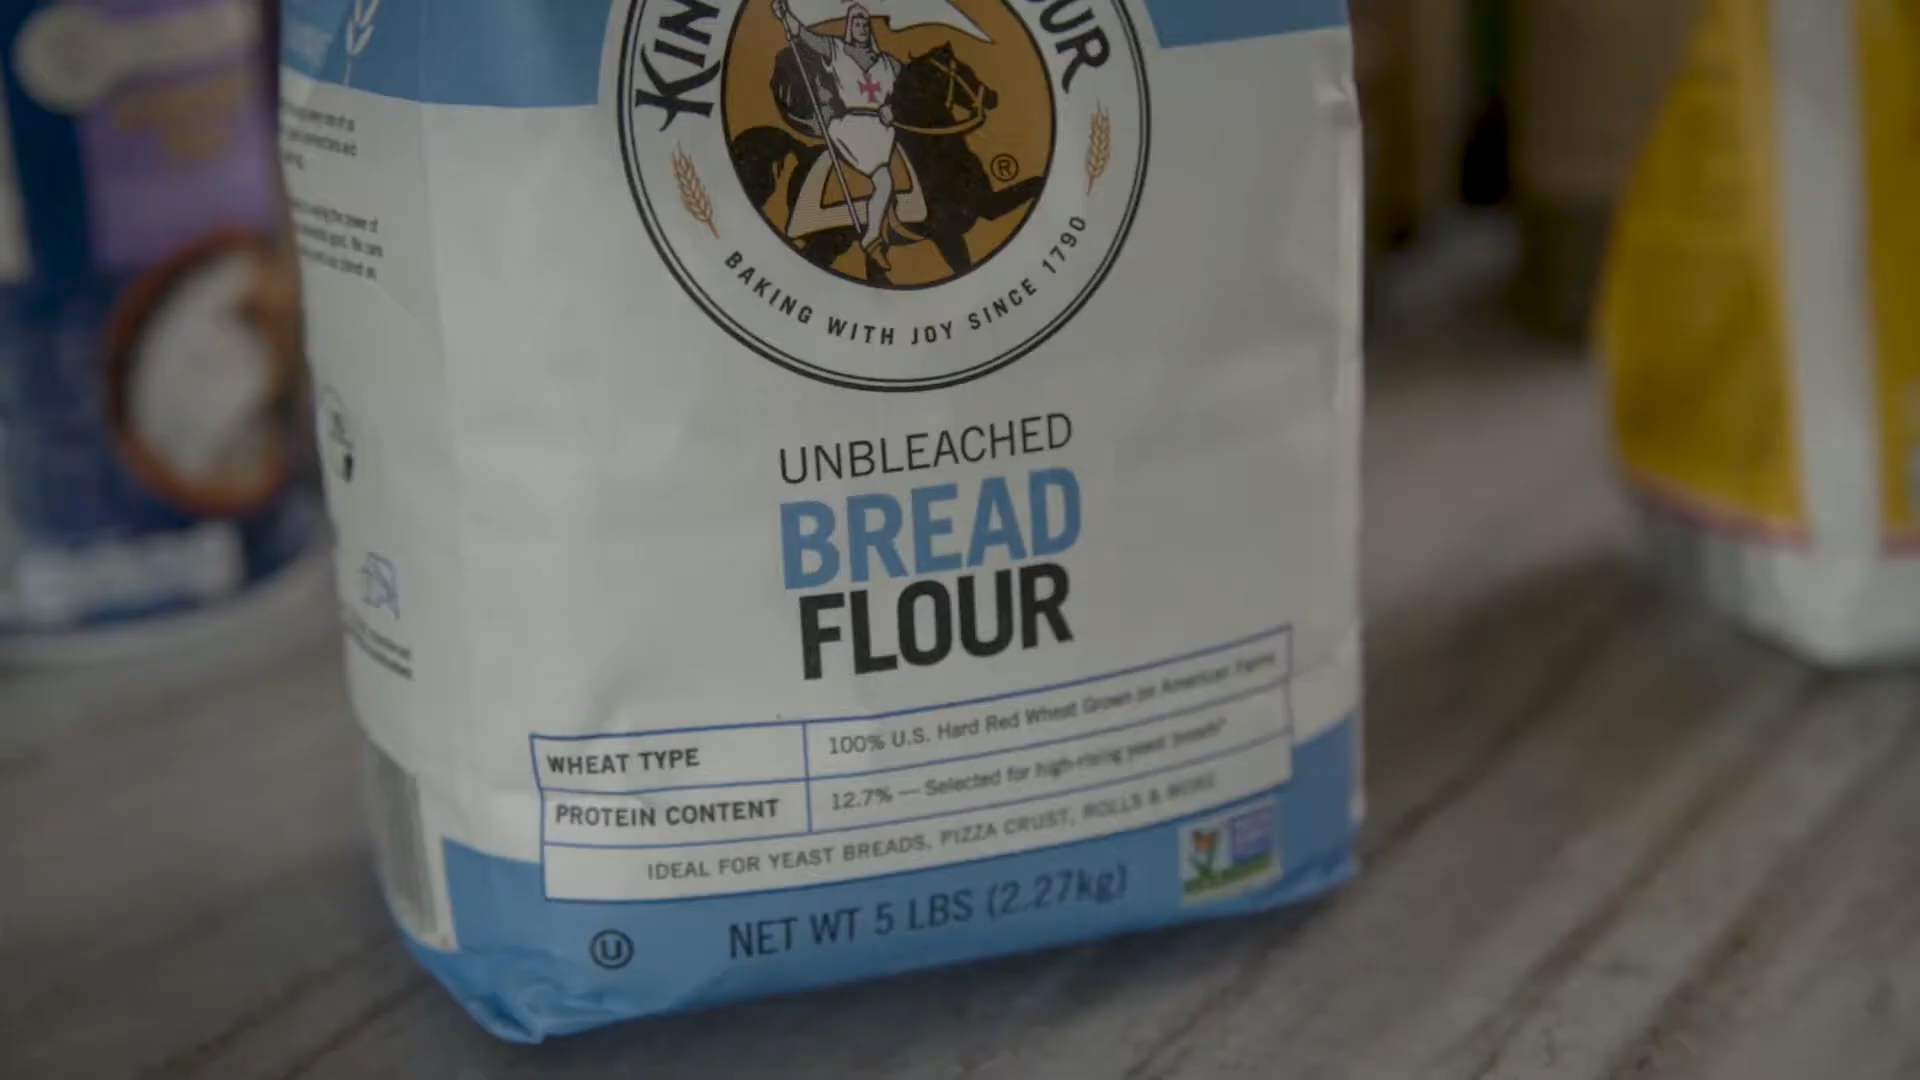 KIN
OUR
®
BAKING WITH JOY SINCE 1790
UNBLEACHED
BREAD
FLOUR
WHEAT TYPE 100% U.S. Hard Red Wheat Grown on American Farms
PROTEIN CONTENT 12.7% — Selected for high-rising yeast breads*
IDEAL FOR YEAST BREADS, PIZZA CRUST, ROLLS & MORE
NET WT 5 LBS (2.27kg)
U